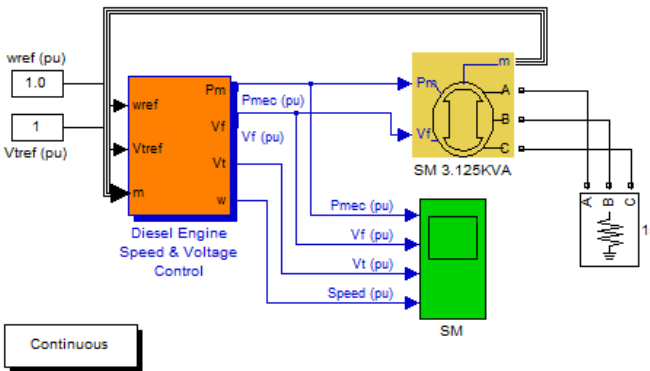 wref (pu)
1.0
1
Vtref (pu)
wref
Vtref
m
Pm
Vf
Vt
w
Diesel Engine
Speed & Voltage
Control
Pmec (pu)
Vf (pu)
m
Pm
Vf_
A
B
C
SM 3.125KVA
Pmec (pu)
Vf (pu)
Vt (pu)
Speed (pu)
SM
A
B
C
1
Continuous